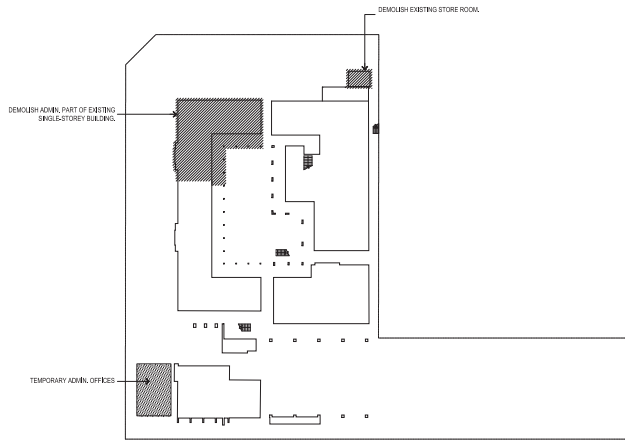 DEMOLISH EXISTING STORE ROOM.
DEMOLISH ADMIN. PART OF EXISTING
SINGLE-STOREY BUILDING.
TEMPORARY ADMIN. OFFICES